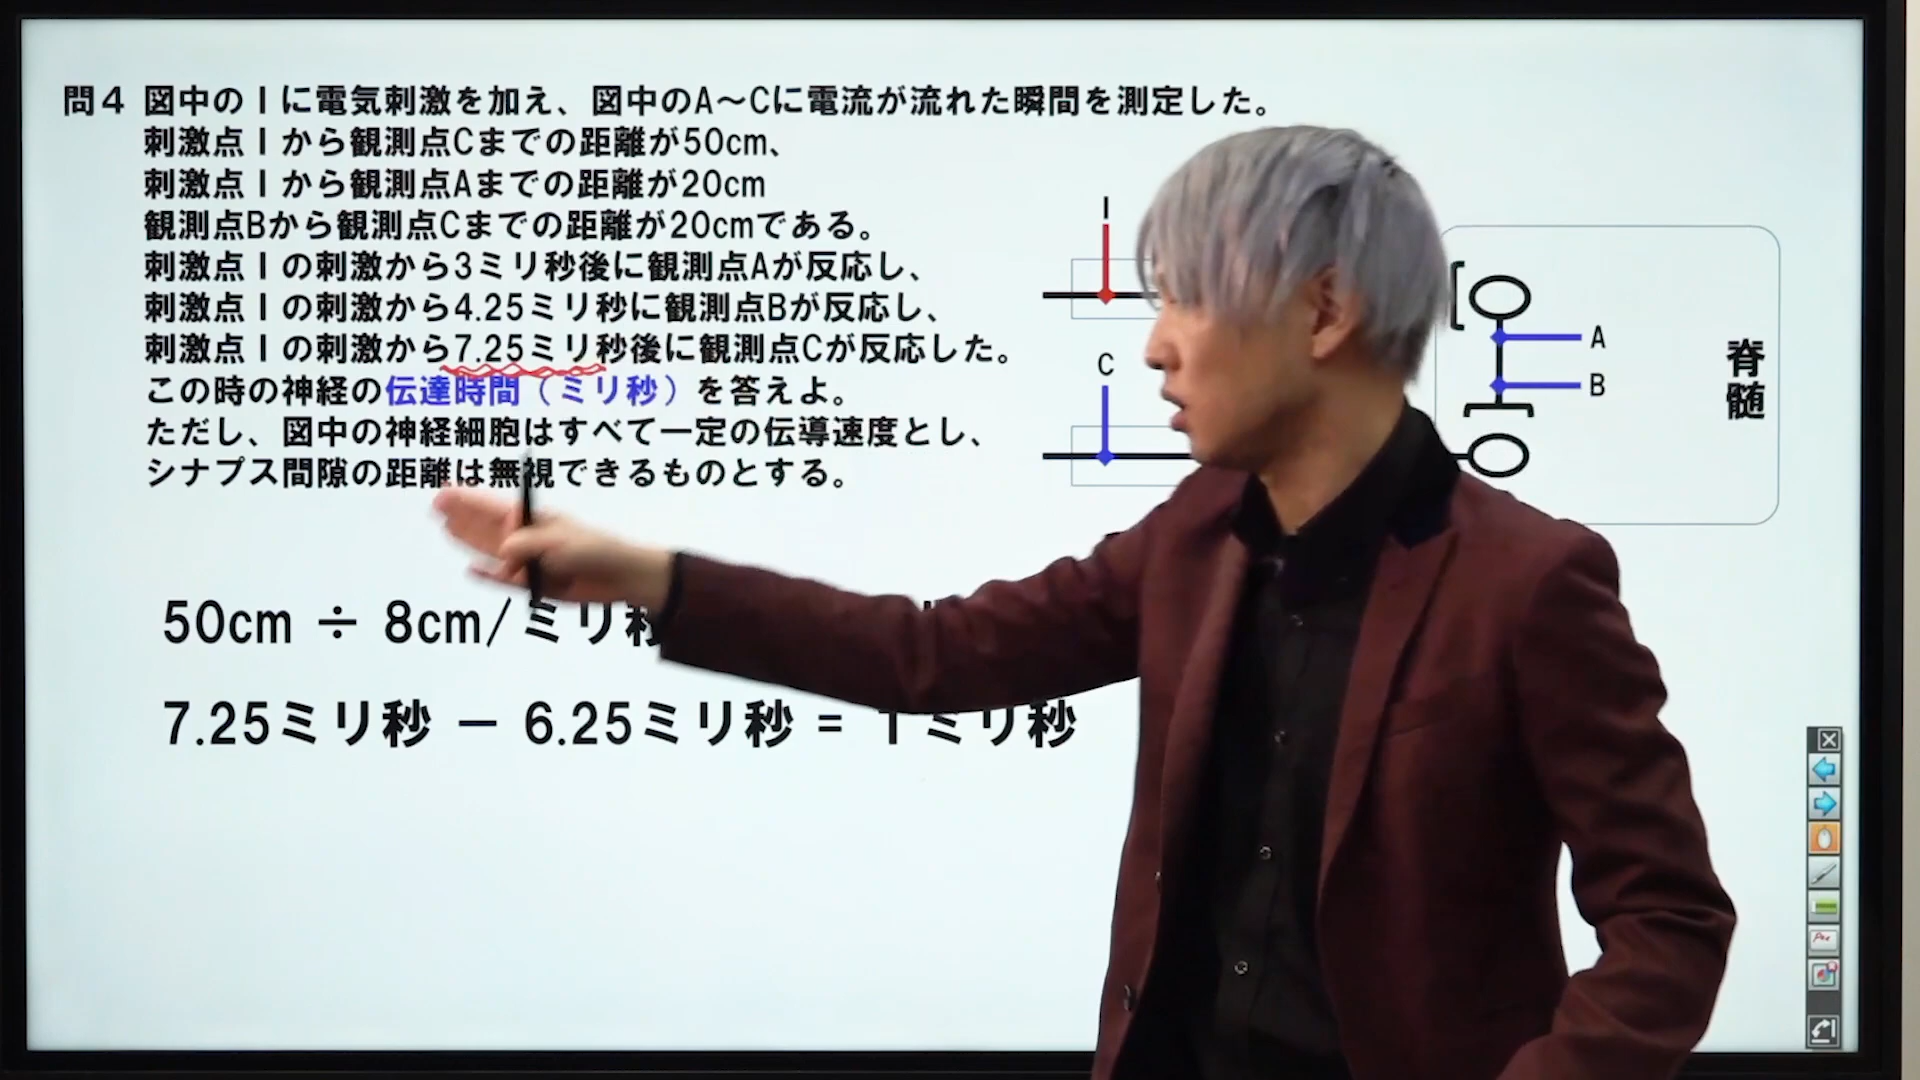 問4 図中のIに電気刺激を加え、図中のA～Cに電流が流れた瞬間を測定した。
刺激点Iから観測点Cまでの距離が50cm、
刺激点Iから観測点Aまでの距離が20cm
観測点Bから観測点Cまでの距離が20cmである。
刺激点Iの刺激から3ミリ秒後に観測点Aが反応し、
刺激点Iの刺激から4.25ミリ秒に観測点Bが反応し、
刺激点Iの刺激から7.25ミリ秒後に観測点Cが反応した。
この時の神経の伝達時間（ミリ秒）を答えよ。
ただし、図中の神経細胞はすべて一定の伝導速度とし、
シナプス間隙の距離は無視できるものとする。
I
C
A
B
脊髄
50cm ÷ 8cm/ミリ秒
7.25ミリ秒 － 6.25ミリ秒 = 1ミリ秒